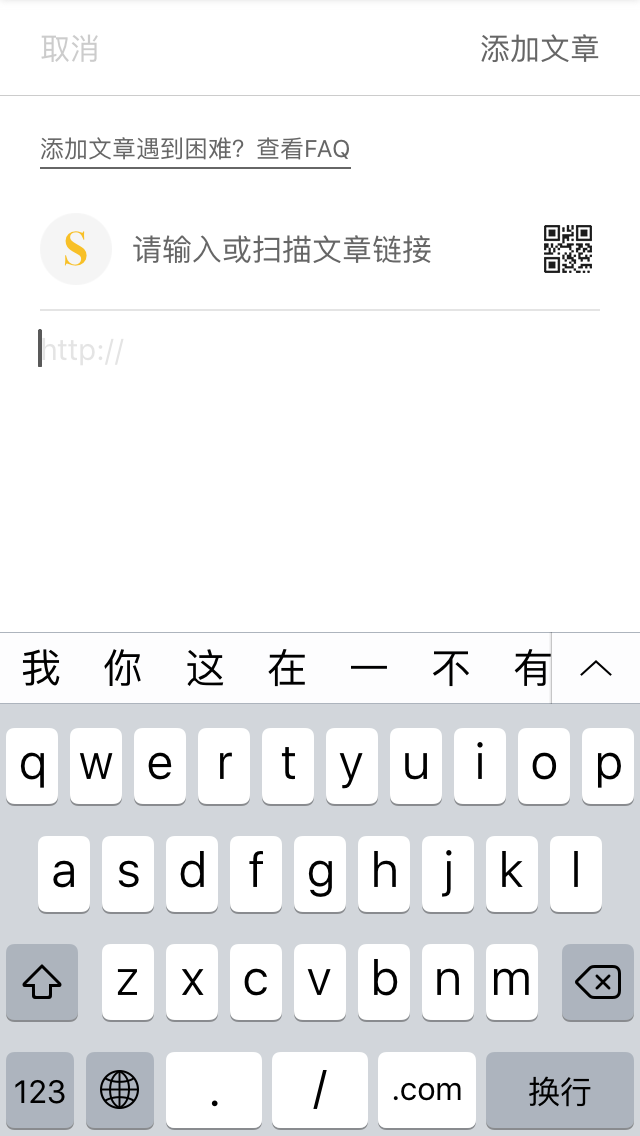 取消 添加文章
添加文章遇到困难？查看FAQ
S 请输入或扫描文章链接
http://
我 你 这 在 一 不 有
q w e r t y u i o p
a s d f g h j k l
z x c v b n m
123 . / .com 换行